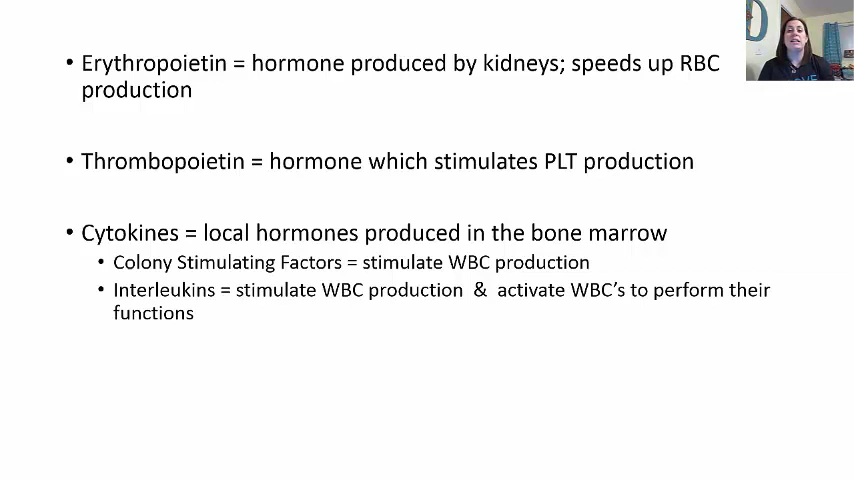 • Erythropoietin = hormone produced by kidneys; speeds up RBC
production
• Thrombopoietin = hormone which stimulates PLT production
• Cytokines = local hormones produced in the bone marrow
• Colony Stimulating Factors = stimulate WBC production
• Interleukins = stimulate WBC production & activate WBC's to perform their
functions
D